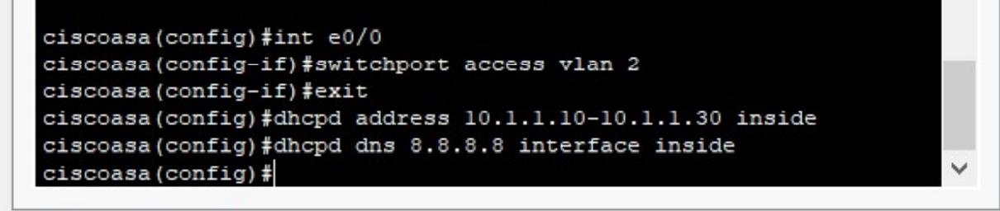 ciscoasa(config)#int e0/0
ciscoasa(config-if)#switchport access vlan 2
ciscoasa(config-if)#exit
ciscoasa(config)#dhcpd address 10.1.1.10-10.1.1.30 inside
ciscoasa(config)#dhcpd dns 8.8.8.8 interface inside
ciscoasa(config)#